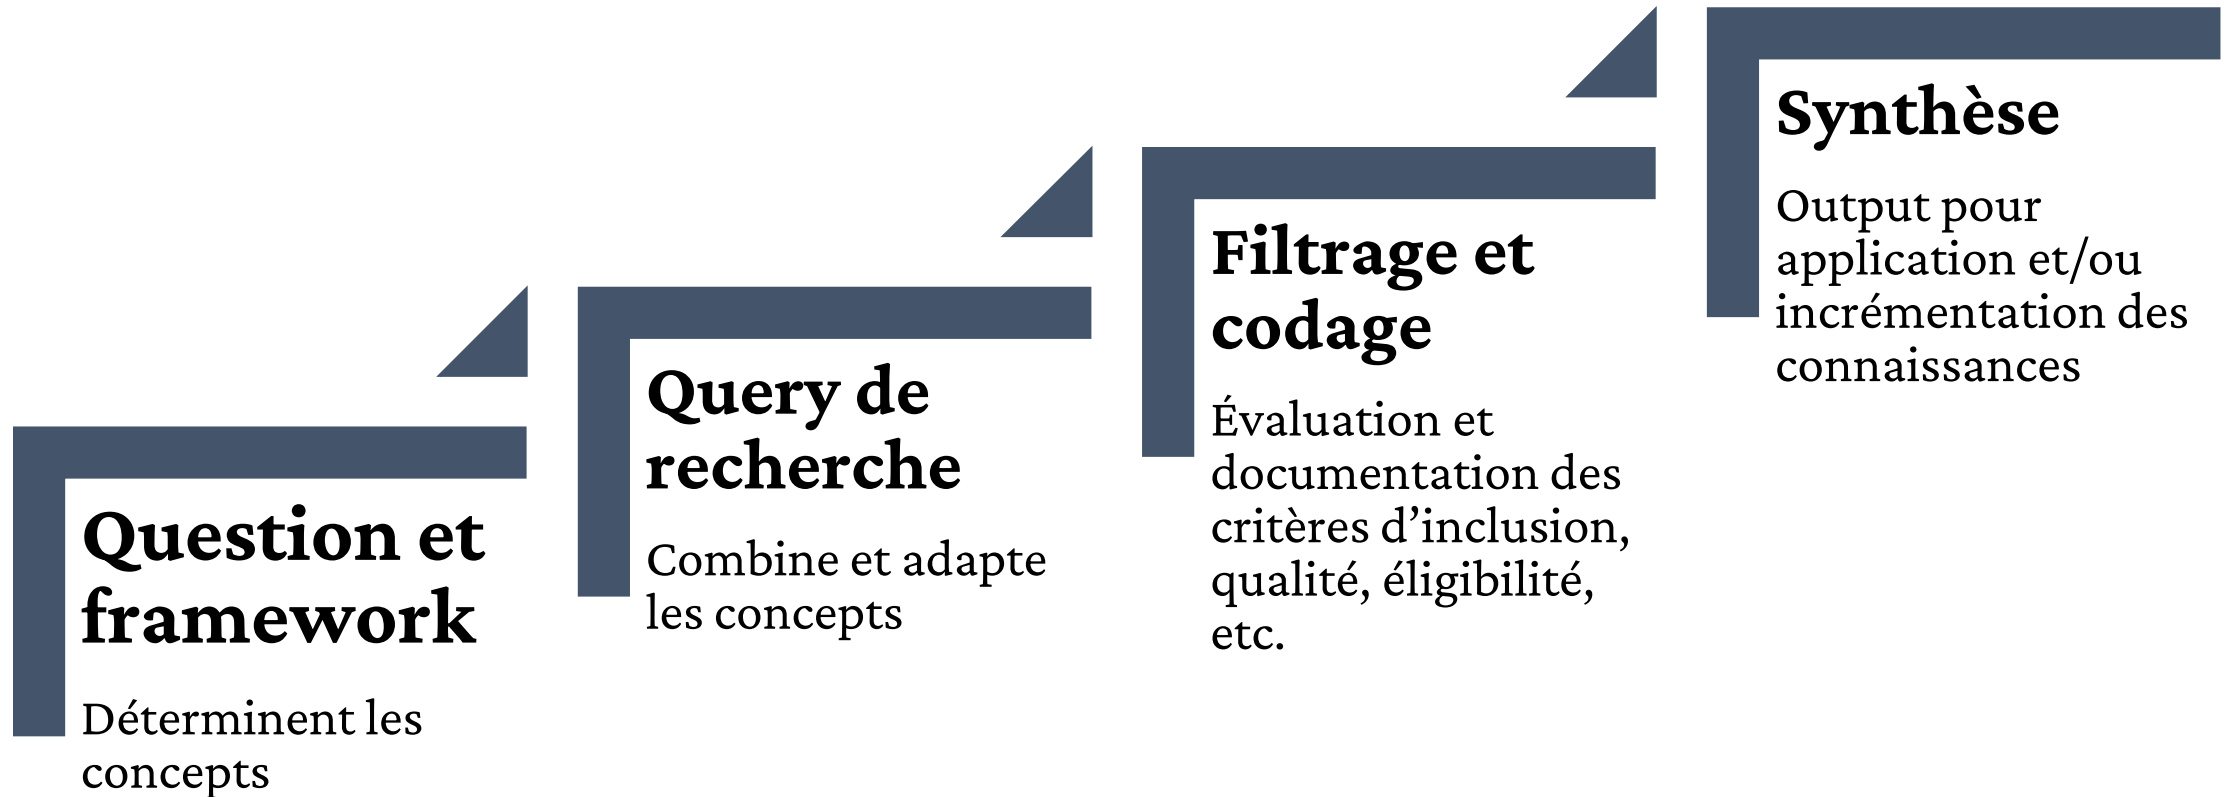 Question et
framework
Déterminent les
concepts
Query de
recherche
Combine et adapte
les concepts
Filtrage et
codage
Évaluation et
documentation des
critères d’inclusion,
qualité, éligibilité,
etc.
Synthèse
Output pour
application et/ou
incrémentation des
connaissances